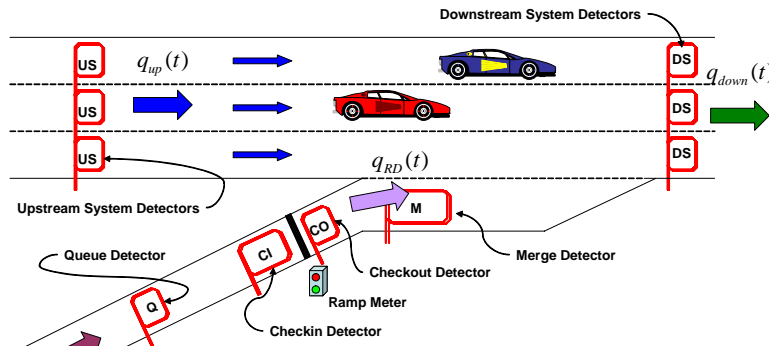 Downstream System Detectors
US
q_up(t)
DS
q_down(t)
US
DS
US
DS
q_RD(t)
Upstream System Detectors
M
CO
CI
Merge Detector
Queue Detector
Checkout Detector
Q
Ramp Meter
Checkin Detector